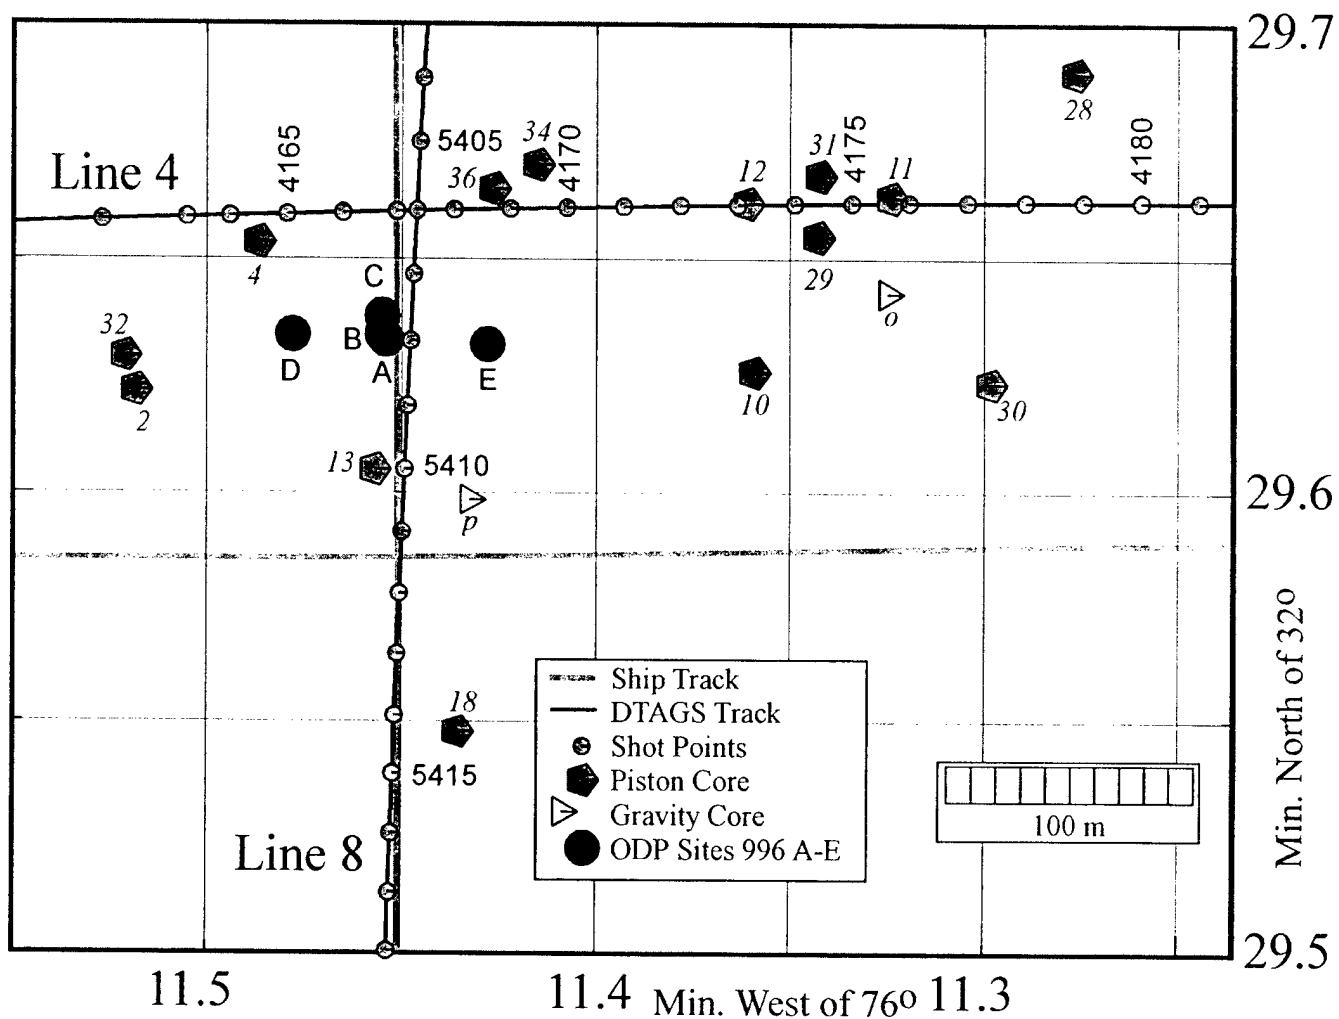 29.7
28
Line 4
4165
5405
34
4170
36
12
31
4175
11
4180
4
C
29
o
32
B
D
A
E
2
10
30
13
5410
p
29.6
Ship Track
DTAGS Track
Shot Points
Piston Core
Gravity Core
ODP Sites 996 A-E
18
5415
100 m
Line 8
Min. North of 32º
29.5
11.5
11.4
Min. West of 76º
11.3